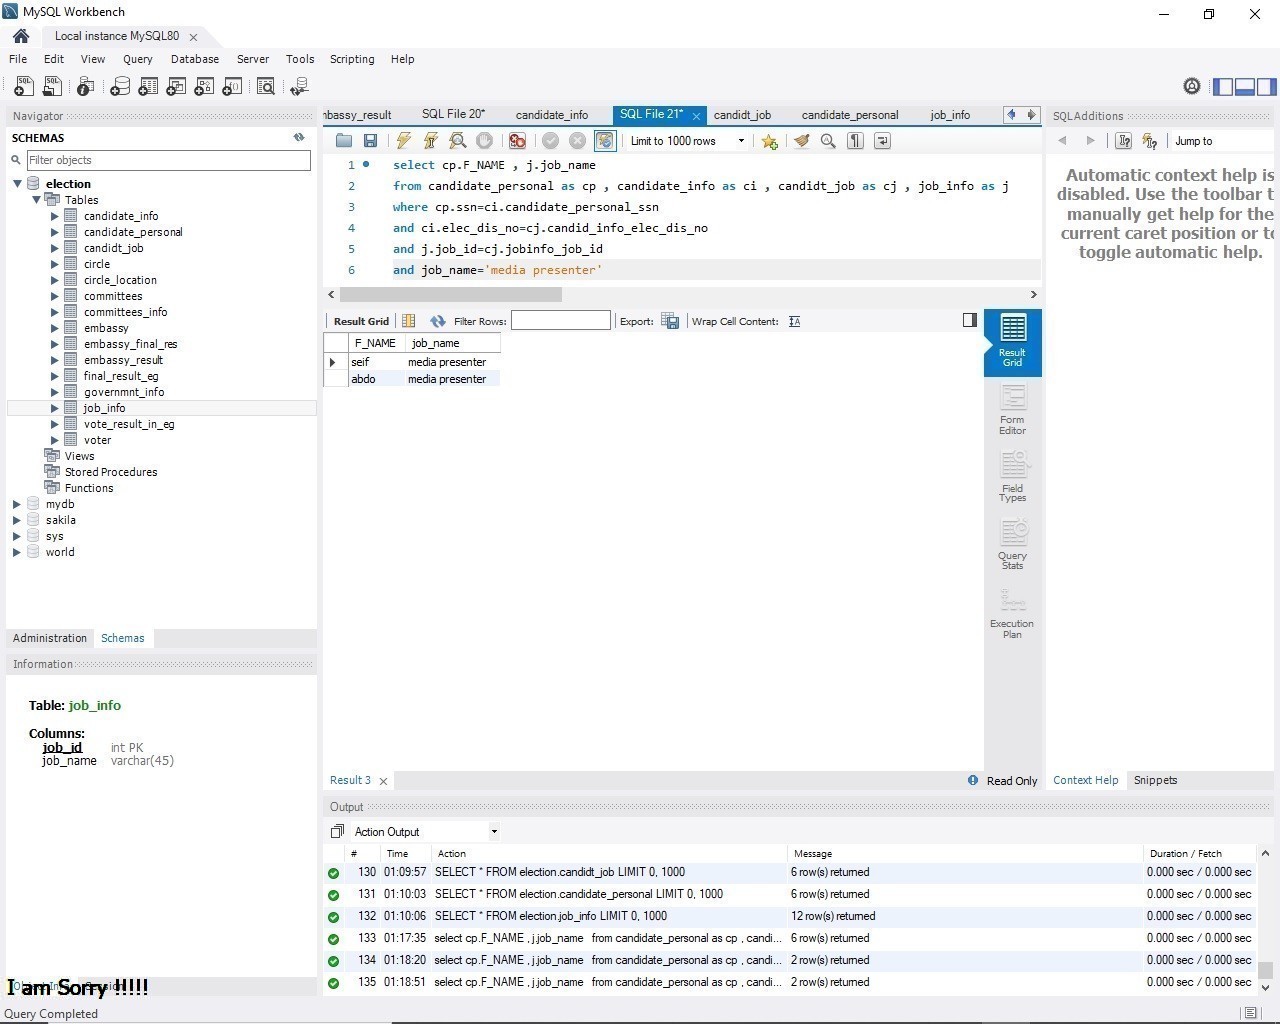 MySQL Workbench
Local instance MySQL80
File Edit View Query Database Server Tools Scripting Help
Navigator
SCHEMAS
Filter objects
election
Tables
candidate_info
candidate_personal
candidt_job
circle
circle_location
committees
committees_info
embassy
embassy_final_res
embassy_result
final_result_eg
governmnt_info
job_info
vote_result_in_eg
voter
Views
Stored Procedures
Functions
mydb
sakila
sys
world
Administration Schemas
Information
Table: job_info
Columns:
job_id int PK
job_name varchar(45)
I am Sorry !!!!!
Query Completed
mbassy_result SQL File 20* candidate_info SQL File 21* candidt_job candidate_personal job_info
Limit to 1000 rows
1 select cp.F_NAME , j.job_name
2 from candidate_personal as cp , candidate_info as ci , candidt_job as cj , job_info as j
3 where cp.ssn=ci.candidate_personal_ssn
4 and ci.elec_dis_no=cj.candid_info_elec_dis_no
5 and j.job_id=cj.jobinfo_job_id
6 and job_name='media presenter'
Result Grid Filter Rows: Export: Wrap Cell Content:
F_NAME job_name
seif media presenter
abdo media presenter
Result Grid
Form Editor
Field Types
Query Stats
Execution Plan
Result 3 Read Only
SQLAdditions
Jump to
Automatic context help is
disabled. Use the toolbar t
manually get help for the
current caret position or to
toggle automatic help.
Context Help Snippets
Output
Action Output
# Time Action Message Duration / Fetch
130 01:09:57 SELECT * FROM election.candidt_job LIMIT 0, 1000 6 row(s) returned 0.000 sec / 0.000 sec
131 01:10:03 SELECT * FROM election.candidate_personal LIMIT 0, 1000 6 row(s) returned 0.000 sec / 0.000 sec
132 01:10:06 SELECT * FROM election.job_info LIMIT 0, 1000 12 row(s) returned 0.000 sec / 0.000 sec
133 01:17:35 select cp.F_NAME , j.job_name from candidate_personal as cp , candi... 6 row(s) returned 0.000 sec / 0.000 sec
134 01:18:20 select cp.F_NAME , j.job_name from candidate_personal as cp , candi... 2 row(s) returned 0.000 sec / 0.000 sec
135 01:18:51 select cp.F_NAME , j.job_name from candidate_personal as cp , candi... 2 row(s) returned 0.000 sec / 0.000 sec